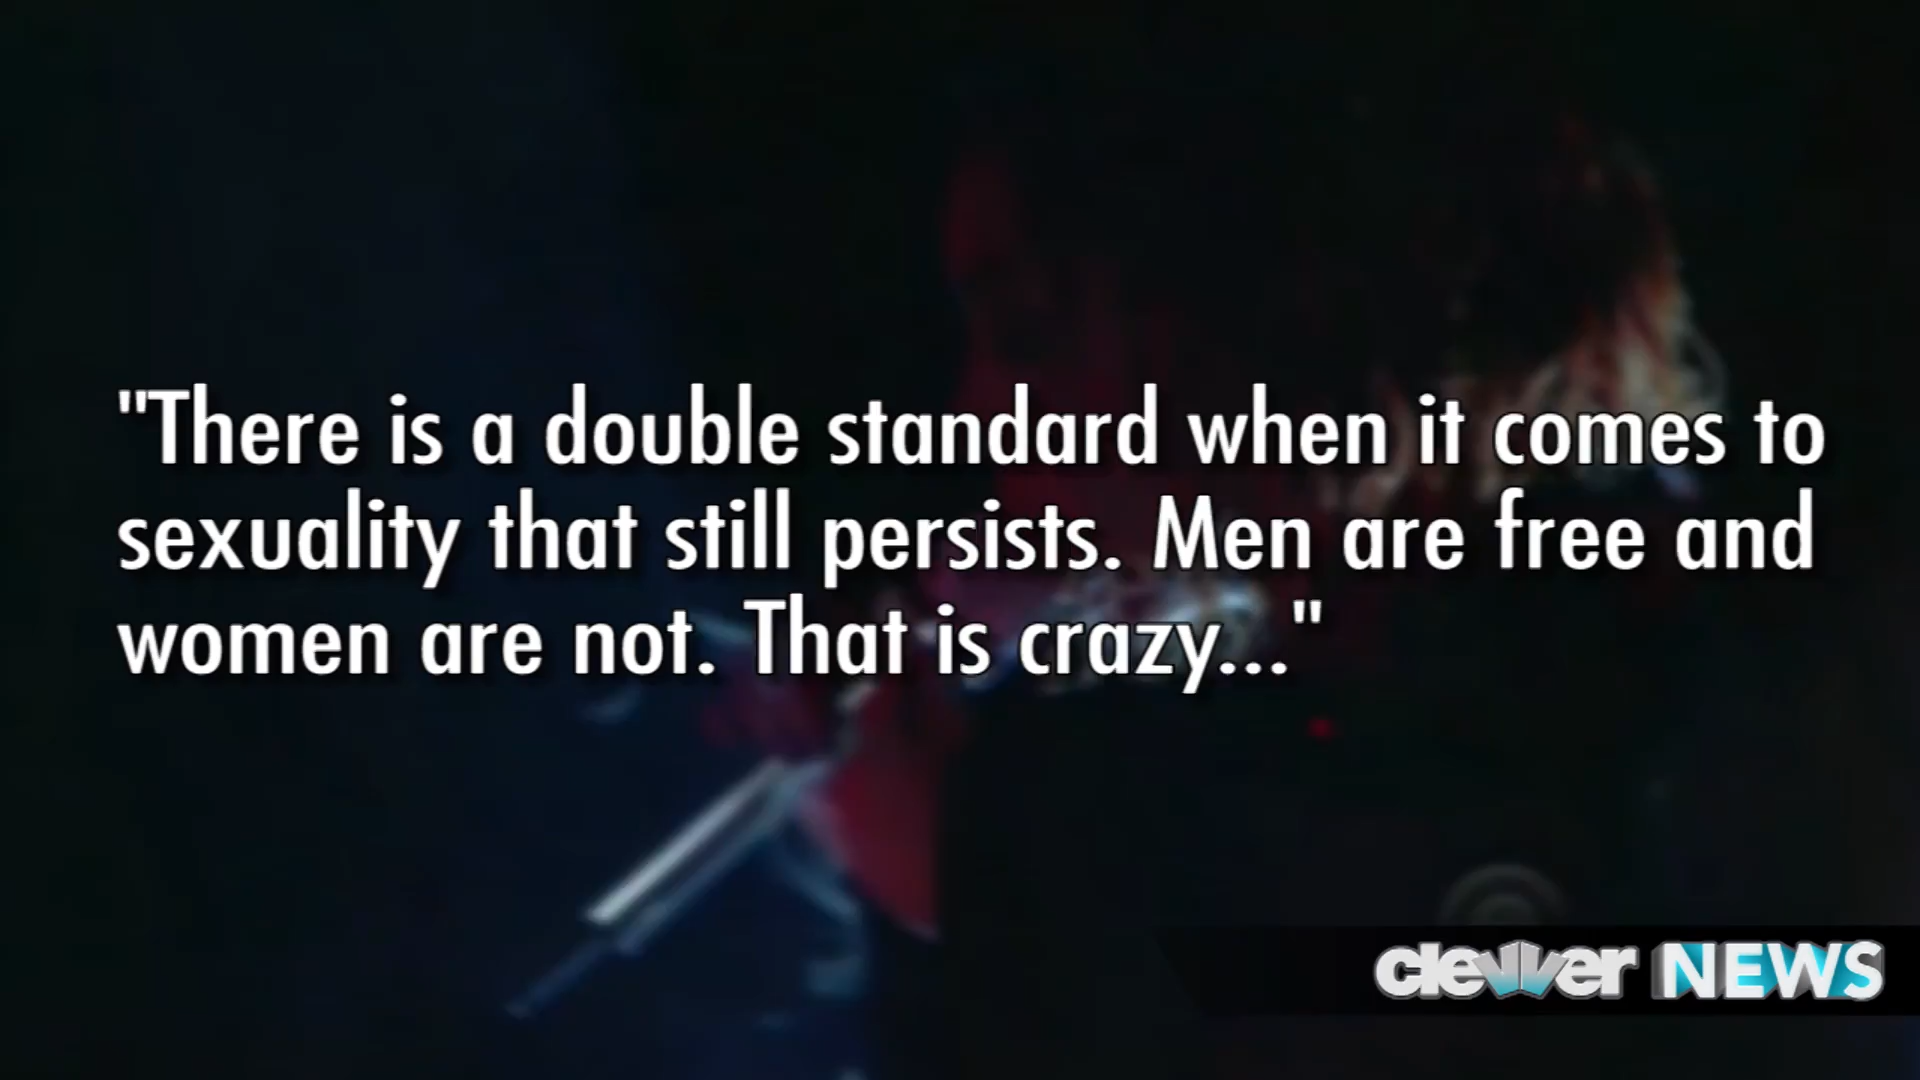 "There is a double standard when it comes to
sexuality that still persists. Men are free and
women are not. That is crazy..."
clevver NEWS